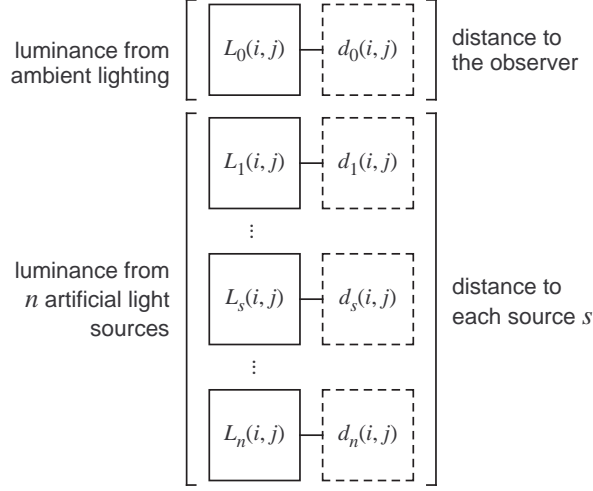 luminance from
ambient lighting
L₀(i, j)
d₀(i, j)
distance to
the observer
luminance from
n artificial light
sources
L₁(i, j)
d₁(i, j)
⋮
Lₛ(i, j)
dₛ(i, j)
⋮
Lₙ(i, j)
dₙ(i, j)
distance to
each source s